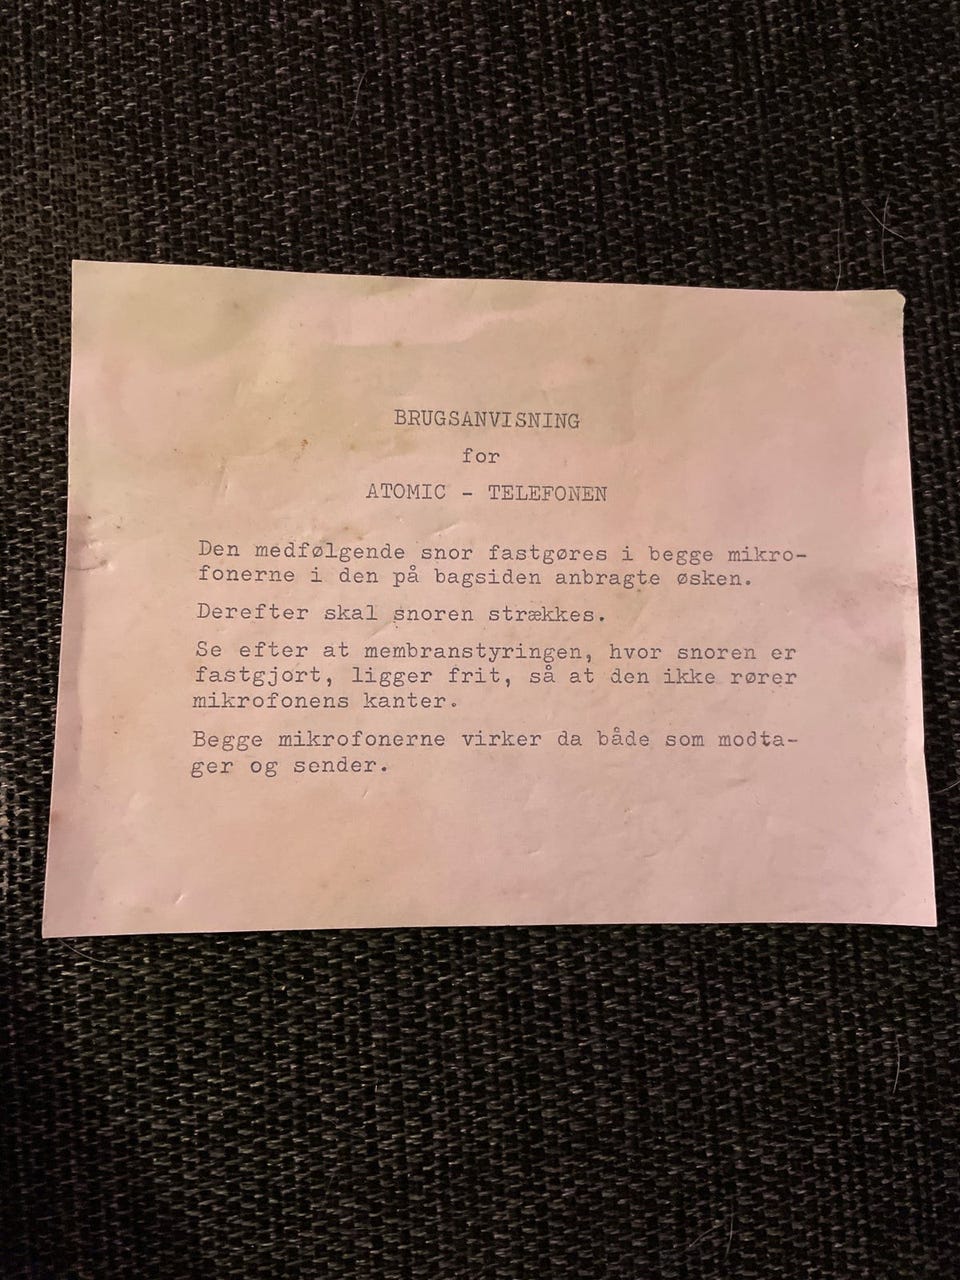 BRUGSANVISNING
for
ATOMIC - TELEFONEN
Den medfølgende snor fastgøres i begge mikro-
fonerne i den på bagsiden anbragte øsken.
Derefter skal snoren strækkes.
Se efter at membranstyringen, hvor snoren er
fastgjort, ligger frit, så at den ikke rører
mikrofonens kanter.
Begge mikrofonerne virker da både som modta-
ger og sender.